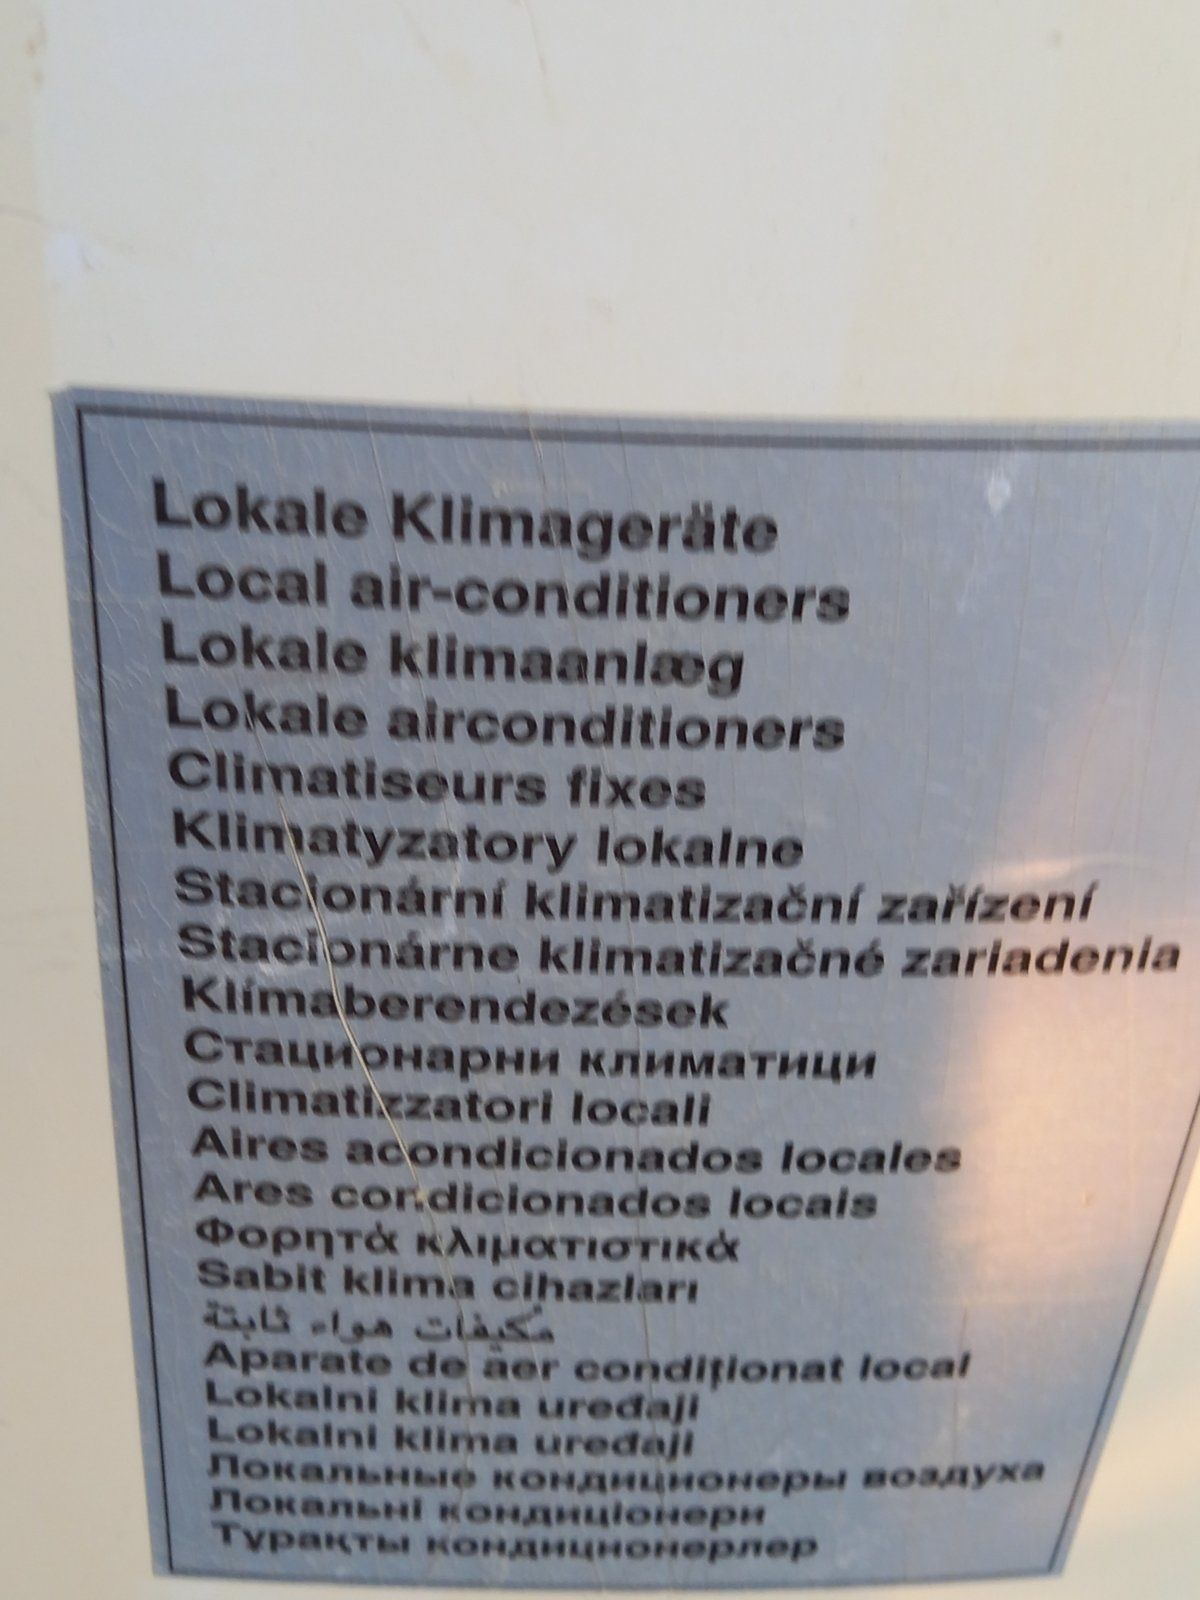 Lokale Klimageräte
Local air-conditioners
Lokale klimaanlæg
Lokale airconditioners
Climatiseurs fixes
Klimatyzatory lokalne
Stacionární klimatizační zařízení
Stacionárne klimatizačné zariadenia
Klímaberendezések
Стационарни климатици
Climatizzatori locali
Aires acondicionados locales
Ares condicionados locais
Φορητά κλιματιστικά
Sabit klima cihazları
مكيفات هواء ثابتة
Aparate de aer condiţionat local
Lokalni klima uređaji
Lokalni klima uređaji
Локальные кондиционеры воздуха
Локальні кондиціонери
Тұрақты кондиционерлер